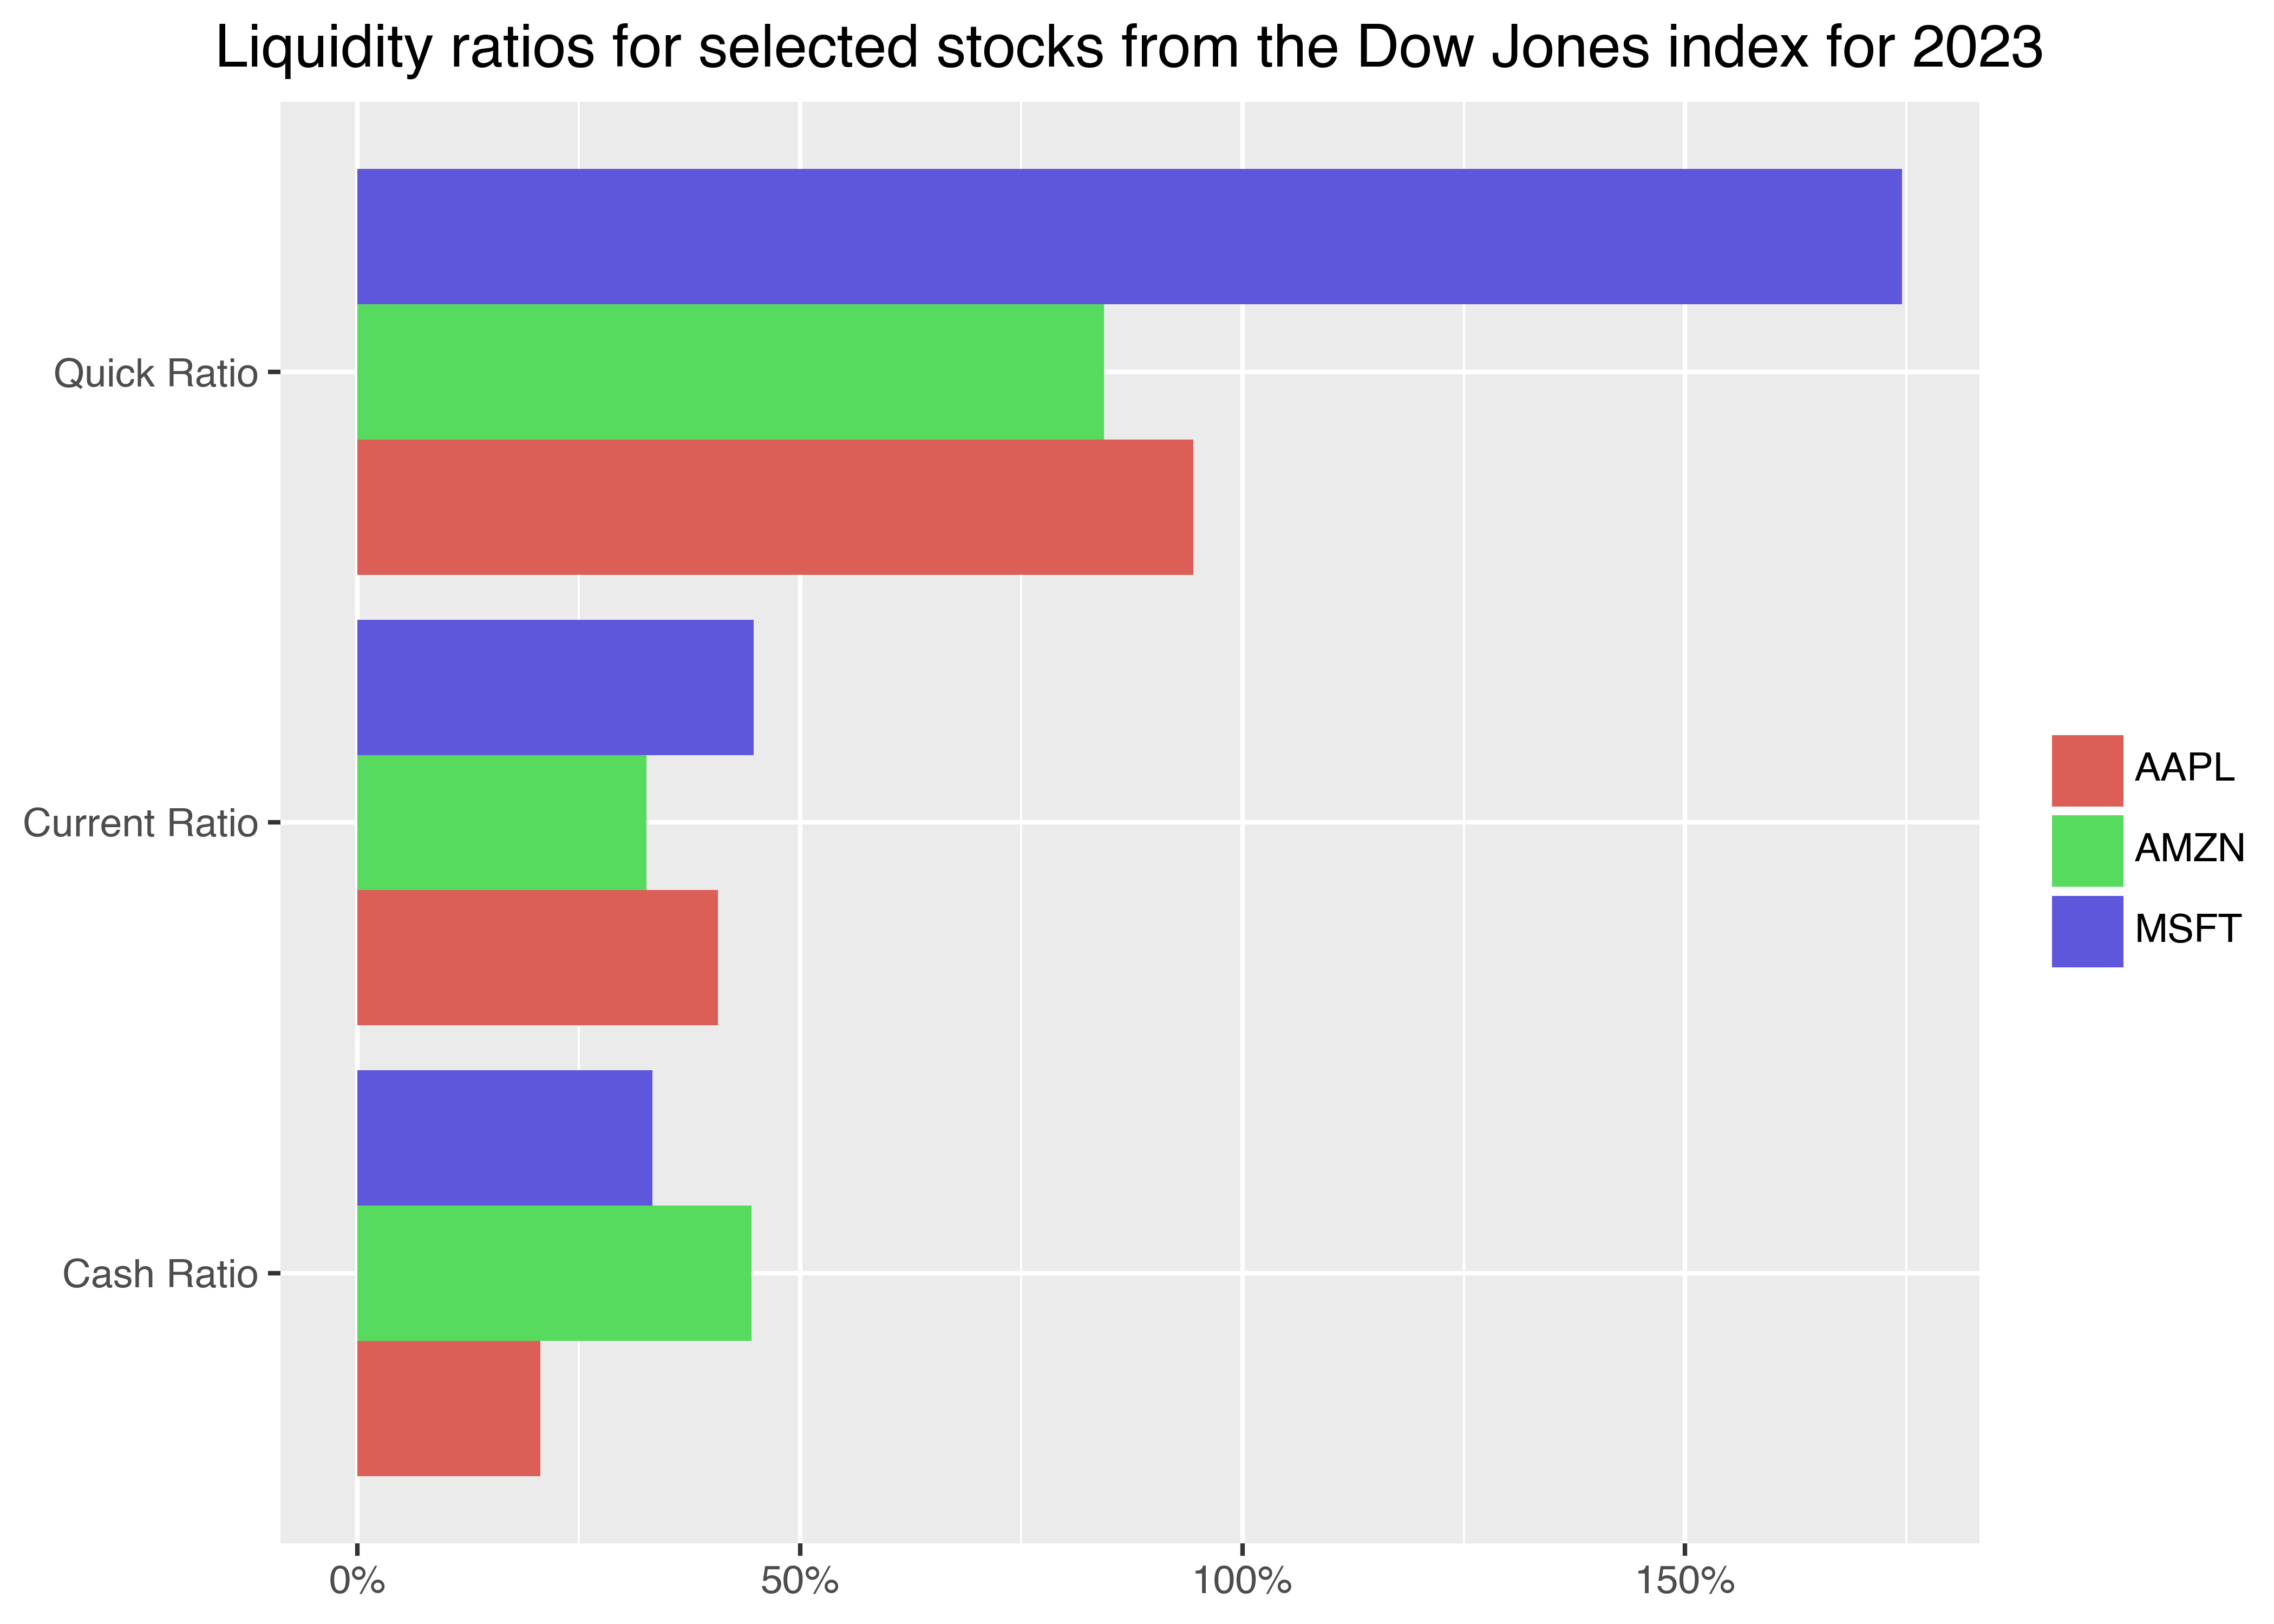 Liquidity ratios for selected stocks from the Dow Jones index for 2023
Quick Ratio
Current Ratio
Cash Ratio
0%
50%
100%
150%
AAPL
AMZN
MSFT